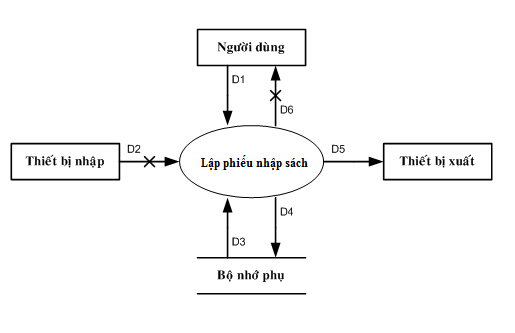 Người dùng
D1
D6
Thiết bị nhập
D2
Lập phiếu nhập sách
D5
Thiết bị xuất
D3
D4
Bộ nhớ phụ